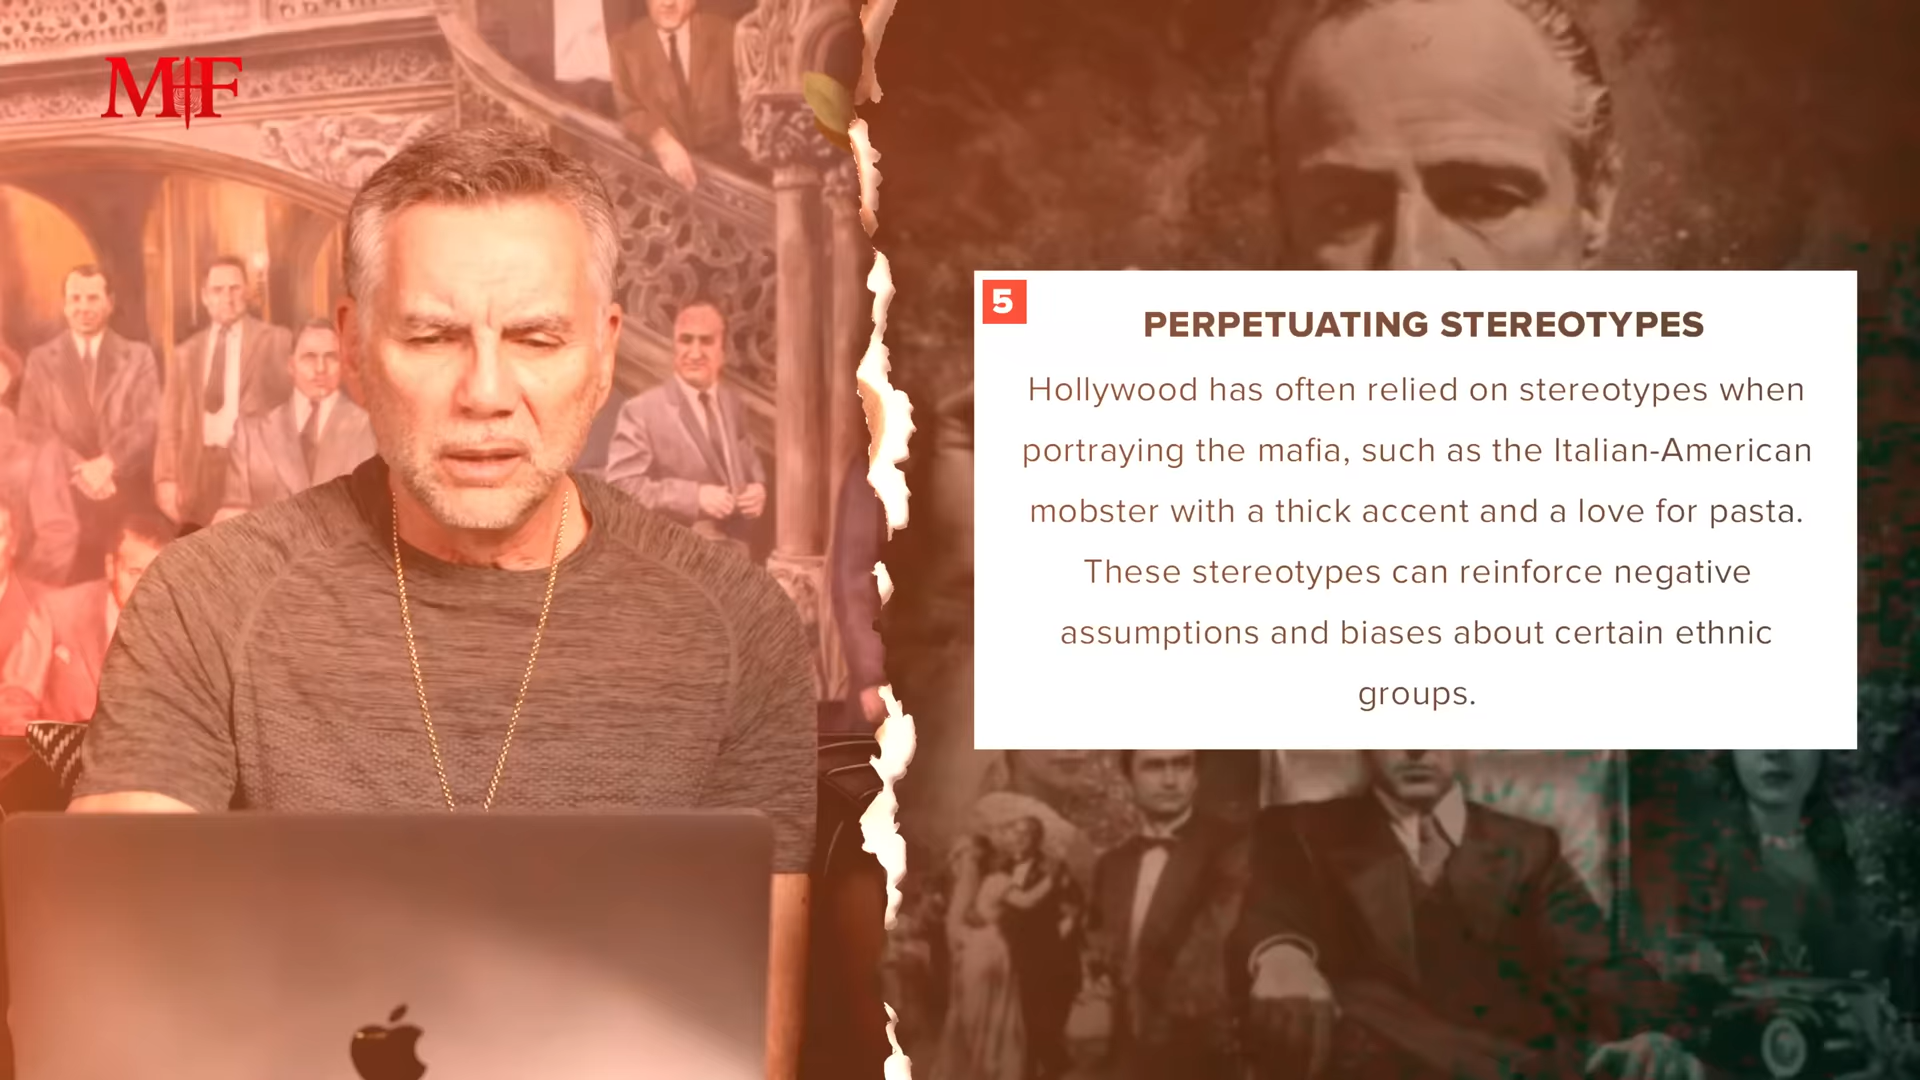 MF
5
PERPETUATING STEREOTYPES
Hollywood has often relied on stereotypes when
portraying the mafia, such as the Italian-American
mobster with a thick accent and a love for pasta.
These stereotypes can reinforce negative
assumptions and biases about certain ethnic
groups.